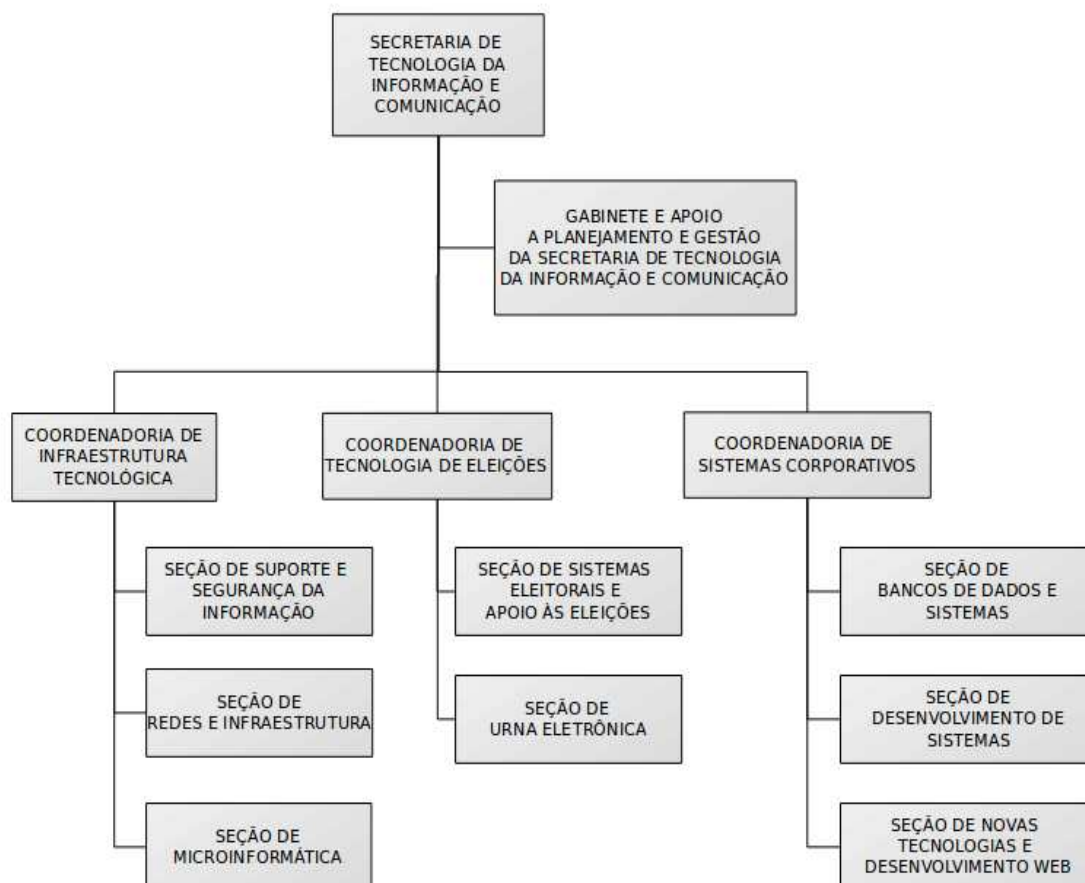 SECRETARIA DE
TECNOLOGIA DA
INFORMAÇÃO E
COMUNICAÇÃO
GABINETE E APOIO
A PLANEJAMENTO E GESTÃO
DA SECRETARIA DE TECNOLOGIA
DA INFORMAÇÃO E COMUNICAÇÃO
COORDENADORIA DE
INFRAESTRUTURA
TECNOLÓGICA
COORDENADORIA DE
TECNOLOGIA DE ELEIÇÕES
COORDENADORIA DE
SISTEMAS CORPORATIVOS
SEÇÃO DE SUPORTE E
SEGURANÇA DA
INFORMAÇÃO
SEÇÃO DE
REDES E INFRAESTRUTURA
SEÇÃO DE
MICROINFORMÁTICA
SEÇÃO DE SISTEMAS
ELEITORAIS E
APOIO ÀS ELEIÇÕES
SEÇÃO DE
URNA ELETRÔNICA
SEÇÃO DE
BANCOS DE DADOS E
SISTEMAS
SEÇÃO DE
DESENVOLVIMENTO DE
SISTEMAS
SEÇÃO DE NOVAS
TECNOLOGIAS E
DESENVOLVIMENTO WEB